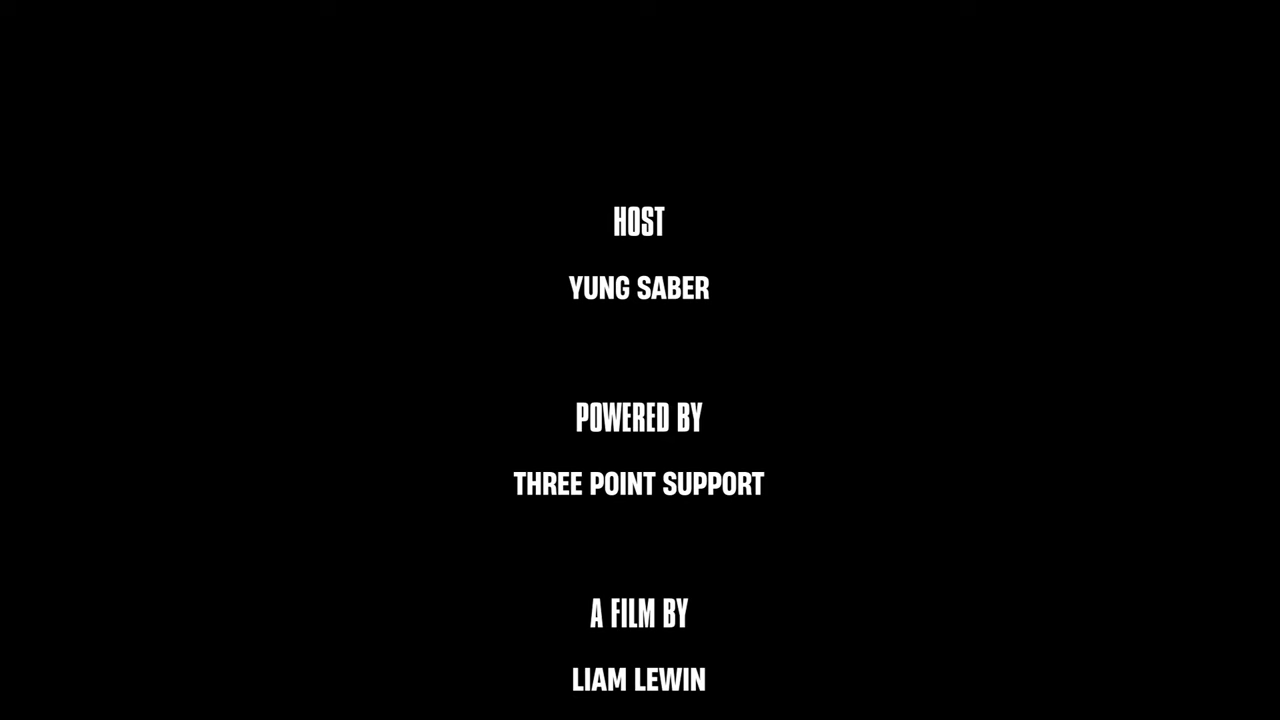 HOST
YUNG SABER
POWERED BY
THREE POINT SUPPORT
A FILM BY
LIAM LEWIN